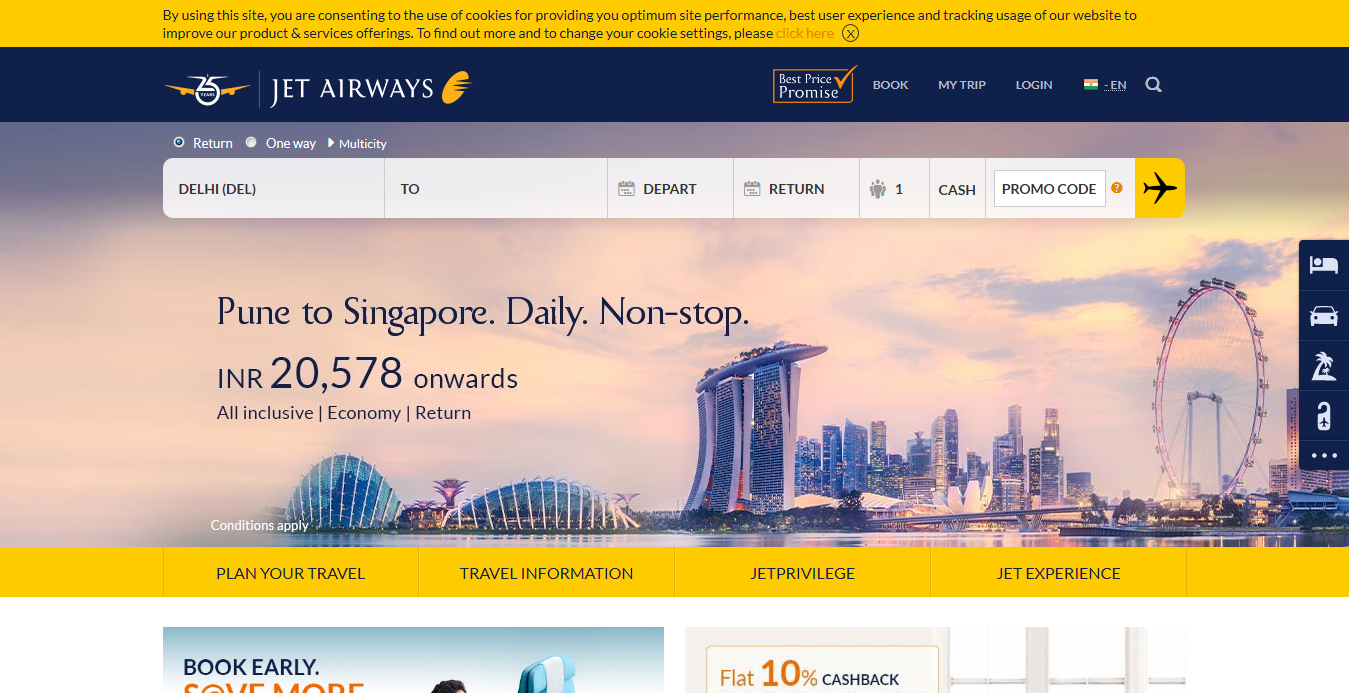 By using this site, you are consenting to the use of cookies for providing you optimum site performance, best user experience and tracking usage of our website to
improve our product & services offerings. To find out more and to change your cookie settings, please click here
25
YEARS
JET AIRWAYS
Best Price
Promise
BOOK
MY TRIP
LOGIN
- EN
Return
One way
Multicity
DELHI (DEL)
TO
DEPART
RETURN
1
CASH
PROMO CODE
?
Pune to Singapore. Daily. Non-stop.
INR 20,578 onwards
All inclusive | Economy | Return
Conditions apply
PLAN YOUR TRAVEL
TRAVEL INFORMATION
JETPRIVILEGE
JET EXPERIENCE
BOOK EARLY.
S@VE MORE
Flat 10% CASHBACK